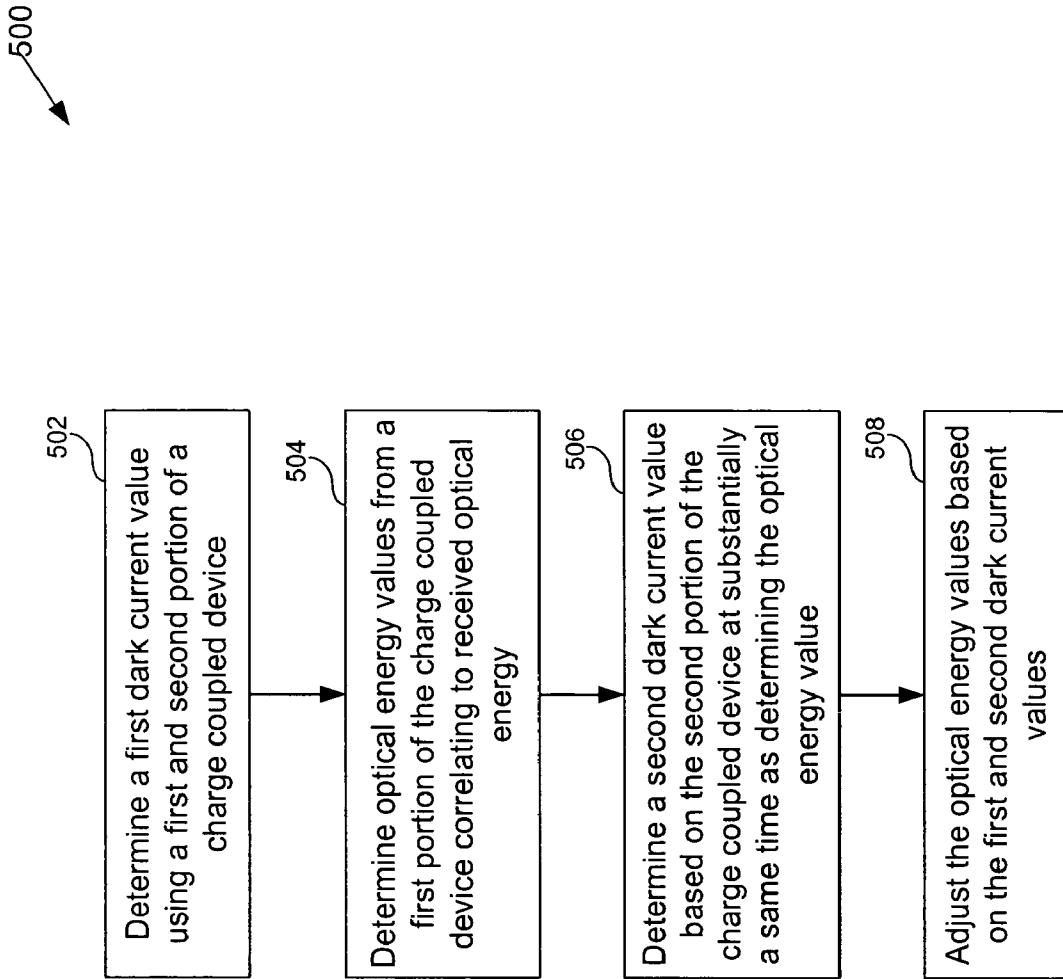 500
502
Determine a first dark current value
using a first and second portion of a
charge coupled device
504
Determine optical energy values from a
first portion of the charge coupled
device correlating to received optical
energy
506
Determine a second dark current value
based on the second portion of the
charge coupled device at substantially
a same time as determining the optical
energy value
508
Adjust the optical energy values based
on the first and second dark current
values